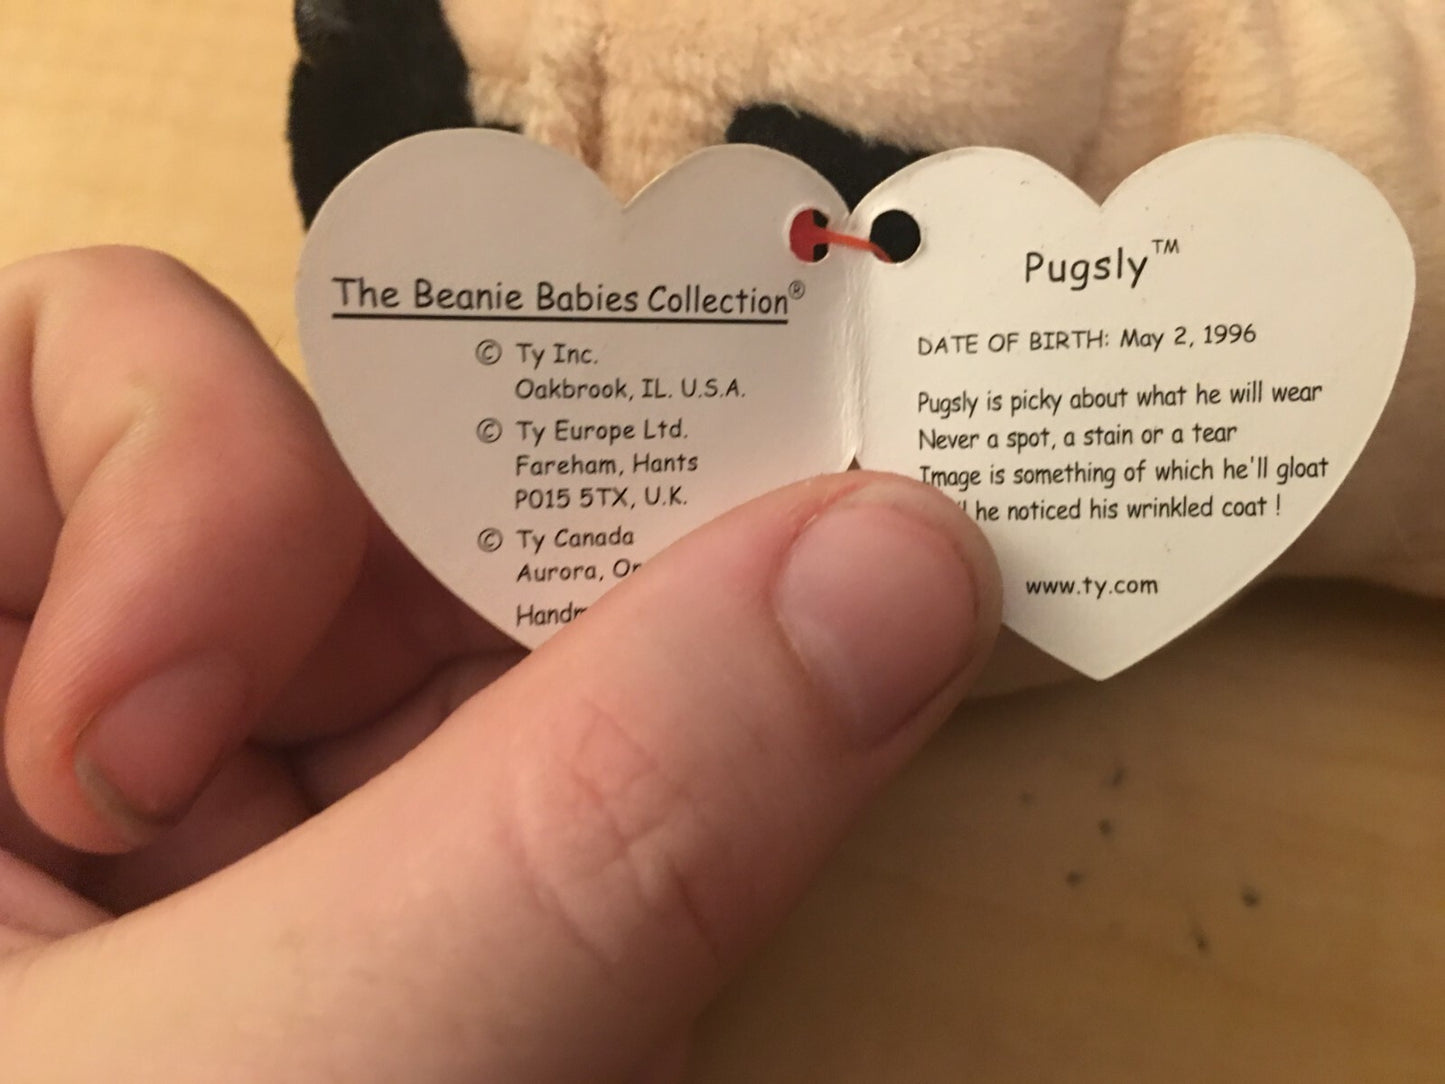 The Beanie Babies Collection®
© Ty Inc.
Oakbrook, IL. U.S.A.
© Ty Europe Ltd.
Fareham, Hants
PO15 5TX, U.K.
© Ty Canada
Aurora,
Pugsly™
DATE OF BIRTH: May 2, 1996
Pugsly is picky about what he will wear
Never a spot, a stain or a tear
Image is something of which he'll gloat
he noticed his wrinkled coat !
www.ty.com